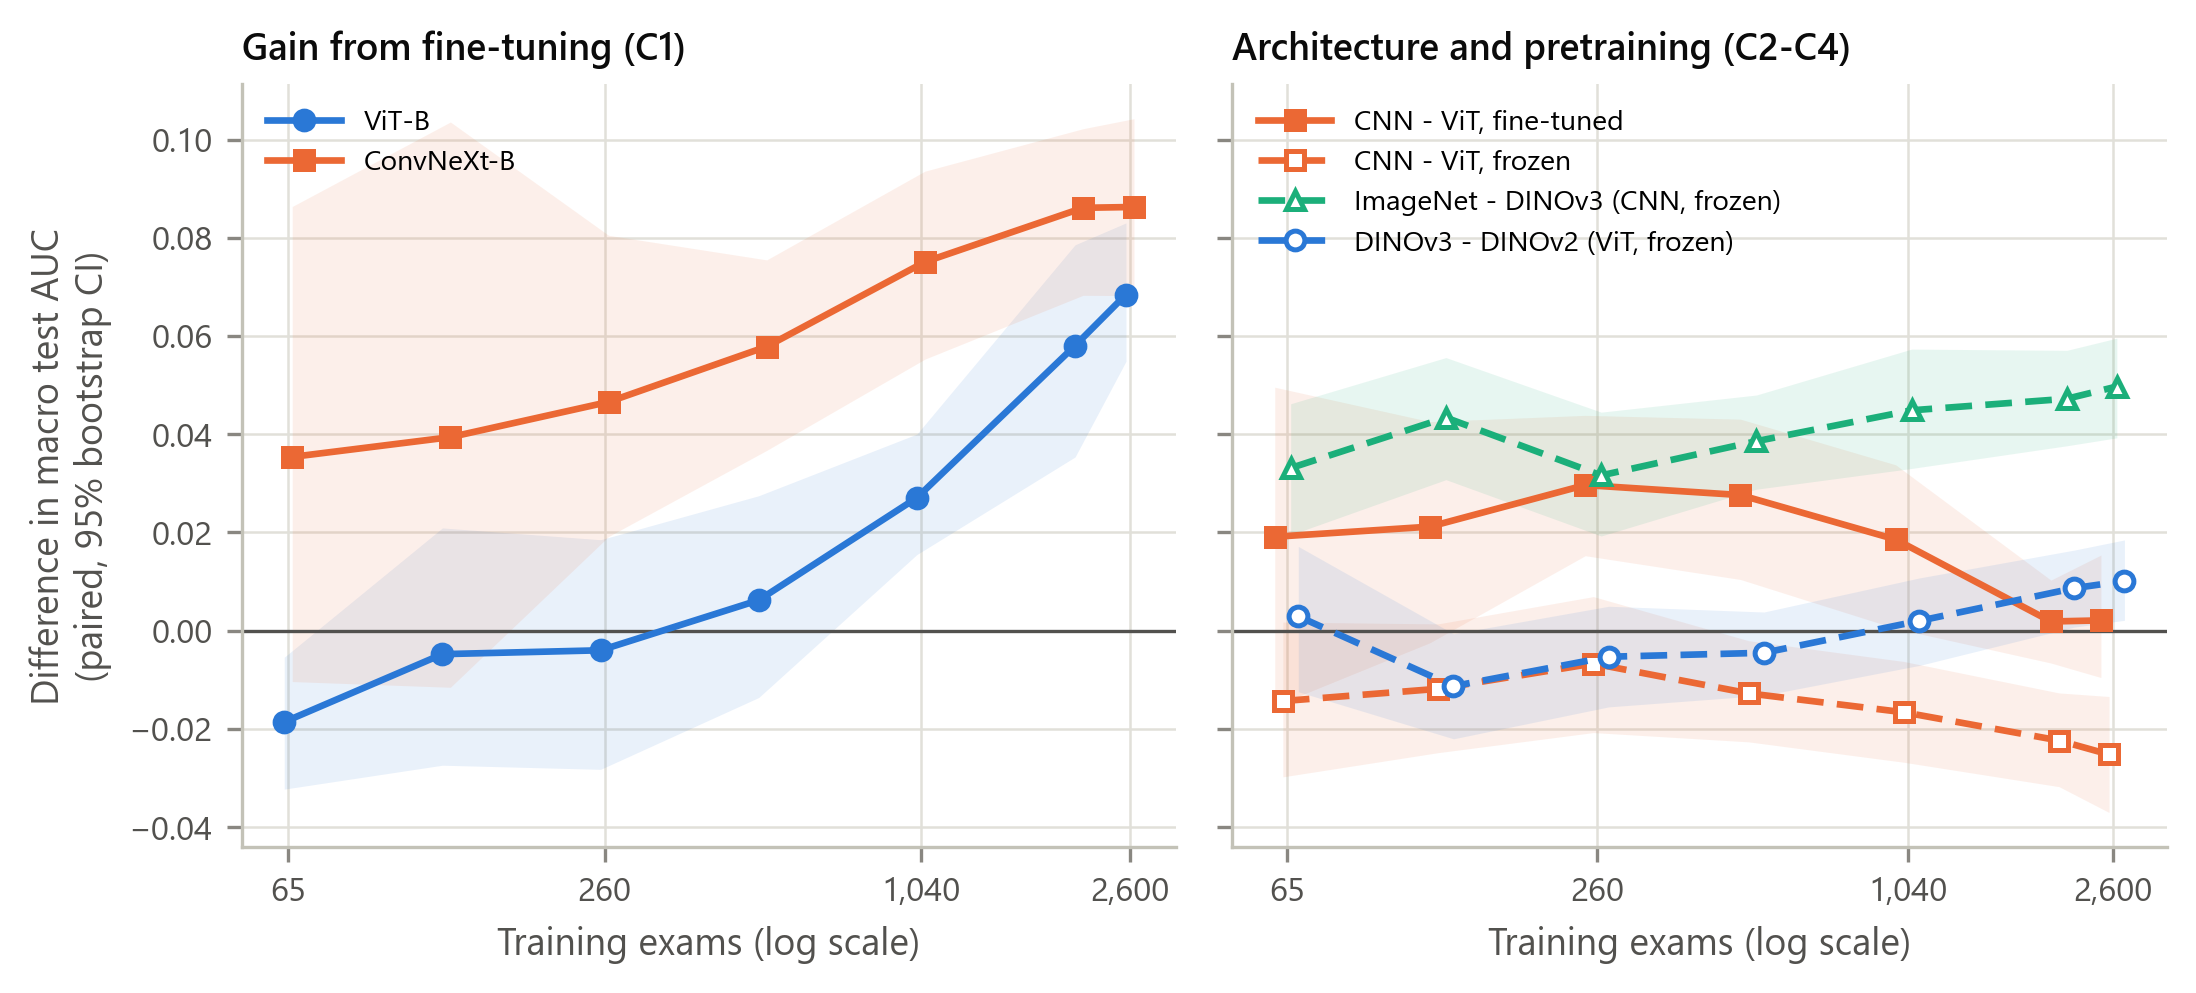 Gain from fine-tuning (C1)
ViT-B
ConvNeXt-B
0.10
0.08
0.06
0.04
0.02
0.00
−0.02
−0.04
Difference in macro test AUC
(paired, 95% bootstrap CI)
65
260
1,040
2,600
Training exams (log scale)
Architecture and pretraining (C2-C4)
CNN - ViT, fine-tuned
CNN - ViT, frozen
ImageNet - DINOv3 (CNN, frozen)
DINOv3 - DINOv2 (ViT, frozen)
65
260
1,040
2,600
Training exams (log scale)